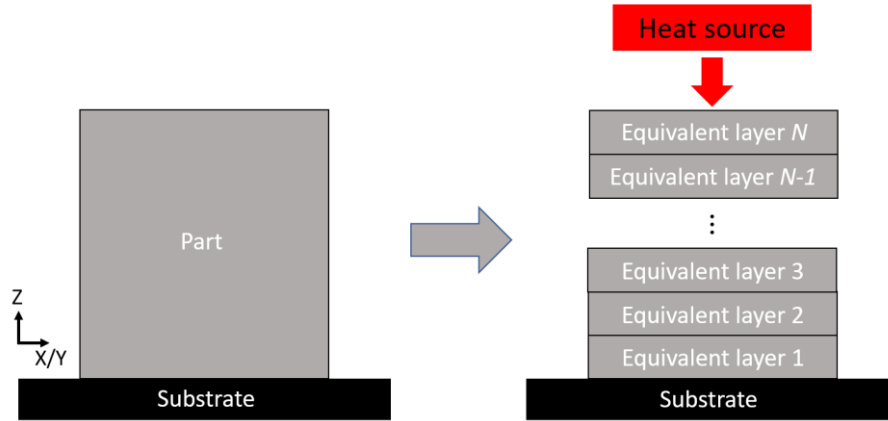 Heat source
Equivalent layer N
Equivalent layer N-1
Part
⋮
Equivalent layer 3
Z
Equivalent layer 2
X/Y
Equivalent layer 1
Substrate
Substrate